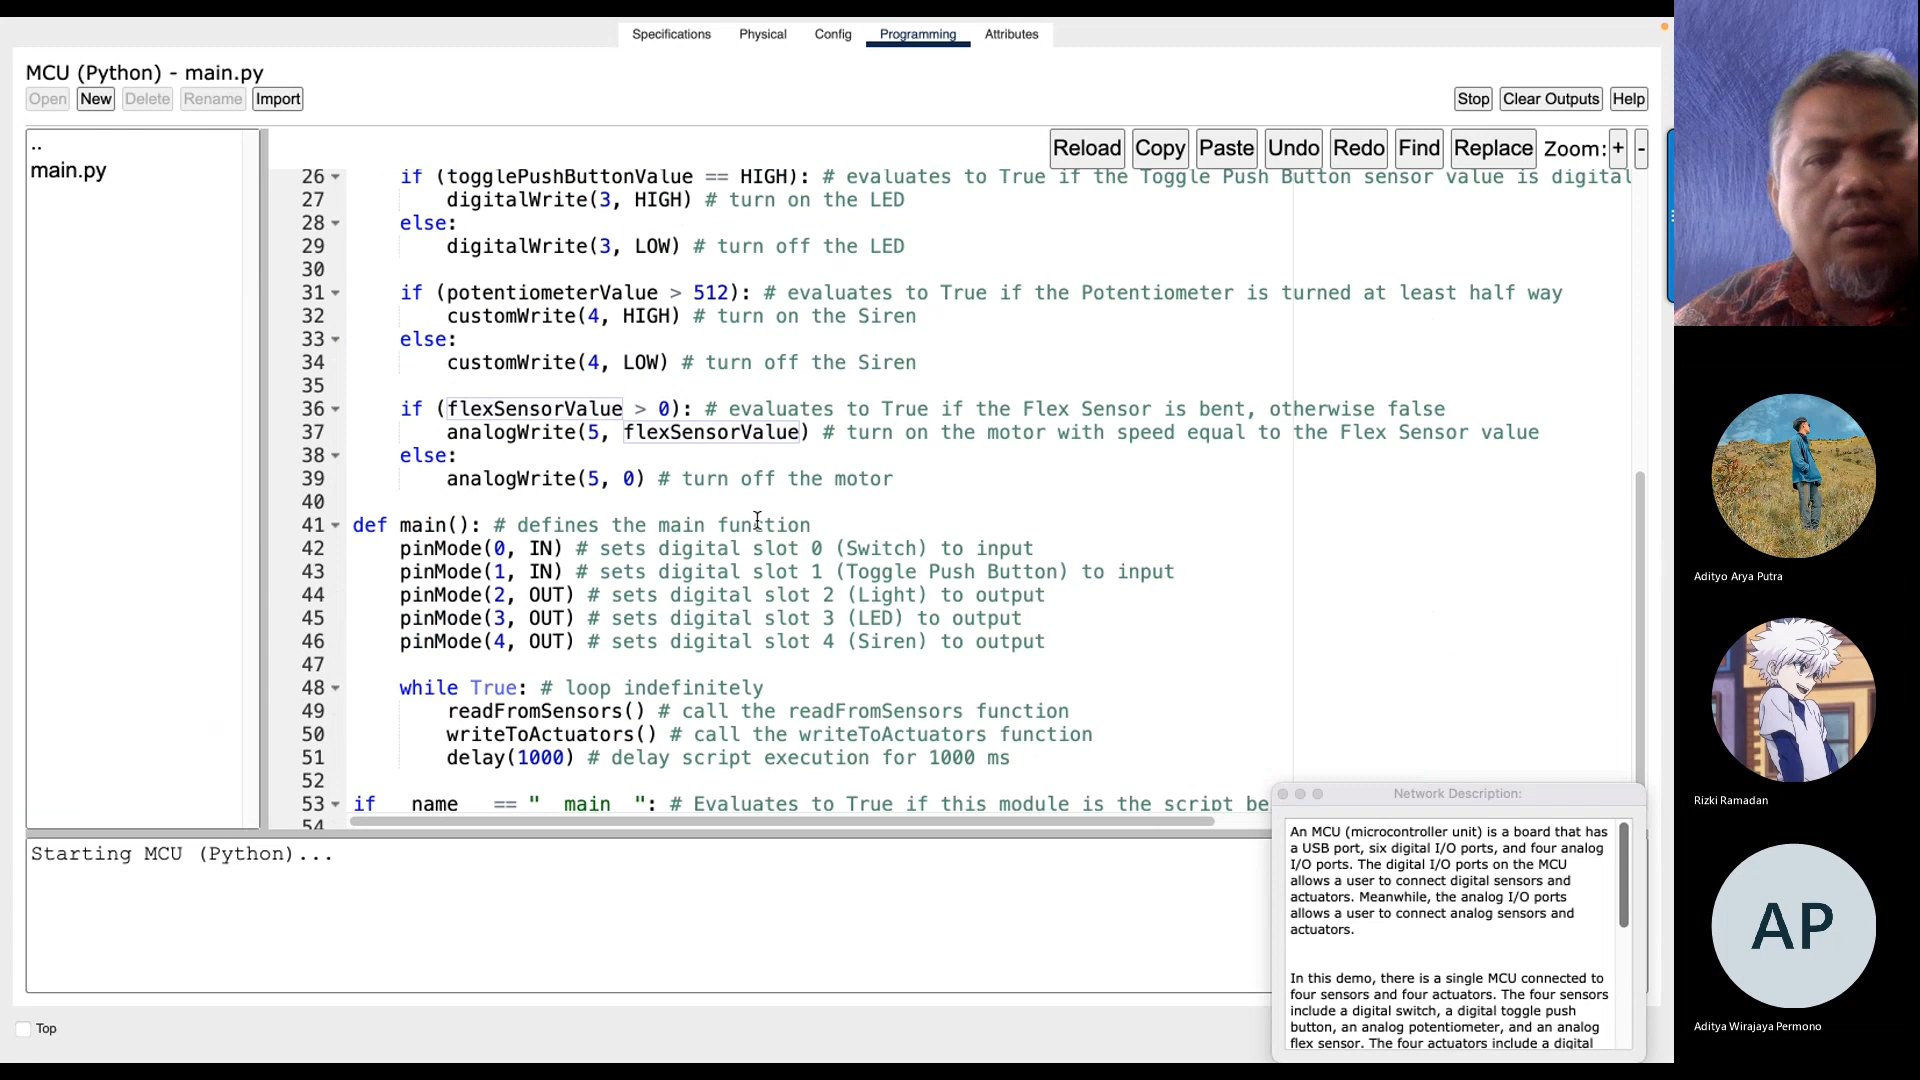 Specifications Physical Config Programming Attributes
MCU (Python) - main.py
Open New Delete Rename Import
Stop Clear Outputs Help
..
main.py
Reload Copy Paste Undo Redo Find Replace Zoom: + -
26 if (togglePushButtonValue == HIGH): # evaluates to True if the Toggle Push Button sensor value is digital
27 digitalWrite(3, HIGH) # turn on the LED
28 else:
29 digitalWrite(3, LOW) # turn off the LED
30
31 if (potentiometerValue > 512): # evaluates to True if the Potentiometer is turned at least half way
32 customWrite(4, HIGH) # turn on the Siren
33 else:
34 customWrite(4, LOW) # turn off the Siren
35
36 if (flexSensorValue > 0): # evaluates to True if the Flex Sensor is bent, otherwise false
37 analogWrite(5, flexSensorValue) # turn on the motor with speed equal to the Flex Sensor value
38 else:
39 analogWrite(5, 0) # turn off the motor
40
41 def main(): # defines the main function
42 pinMode(0, IN) # sets digital slot 0 (Switch) to input
43 pinMode(1, IN) # sets digital slot 1 (Toggle Push Button) to input
44 pinMode(2, OUT) # sets digital slot 2 (Light) to output
45 pinMode(3, OUT) # sets digital slot 3 (LED) to output
46 pinMode(4, OUT) # sets digital slot 4 (Siren) to output
47
48 while True: # loop indefinitely
49 readFromSensors() # call the readFromSensors function
50 writeToActuators() # call the writeToActuators function
51 delay(1000) # delay script execution for 1000 ms
52
53 if __name__ == "__main__": # Evaluates to True if this module is the script be
54
Starting MCU (Python)...
Top
Network Description:
An MCU (microcontroller unit) is a board that has
a USB port, six digital I/O ports, and four analog
I/O ports. The digital I/O ports on the MCU
allows a user to connect digital sensors and
actuators. Meanwhile, the analog I/O ports
allows a user to connect analog sensors and
actuators.
In this demo, there is a single MCU connected to
four sensors and four actuators. The four sensors
include a digital switch, a digital toggle push
button, an analog potentiometer, and an analog
flex sensor. The four actuators include a digital
Adityo Arya Putra
Rizki Ramadan
AP
Aditya Wirajaya Permono